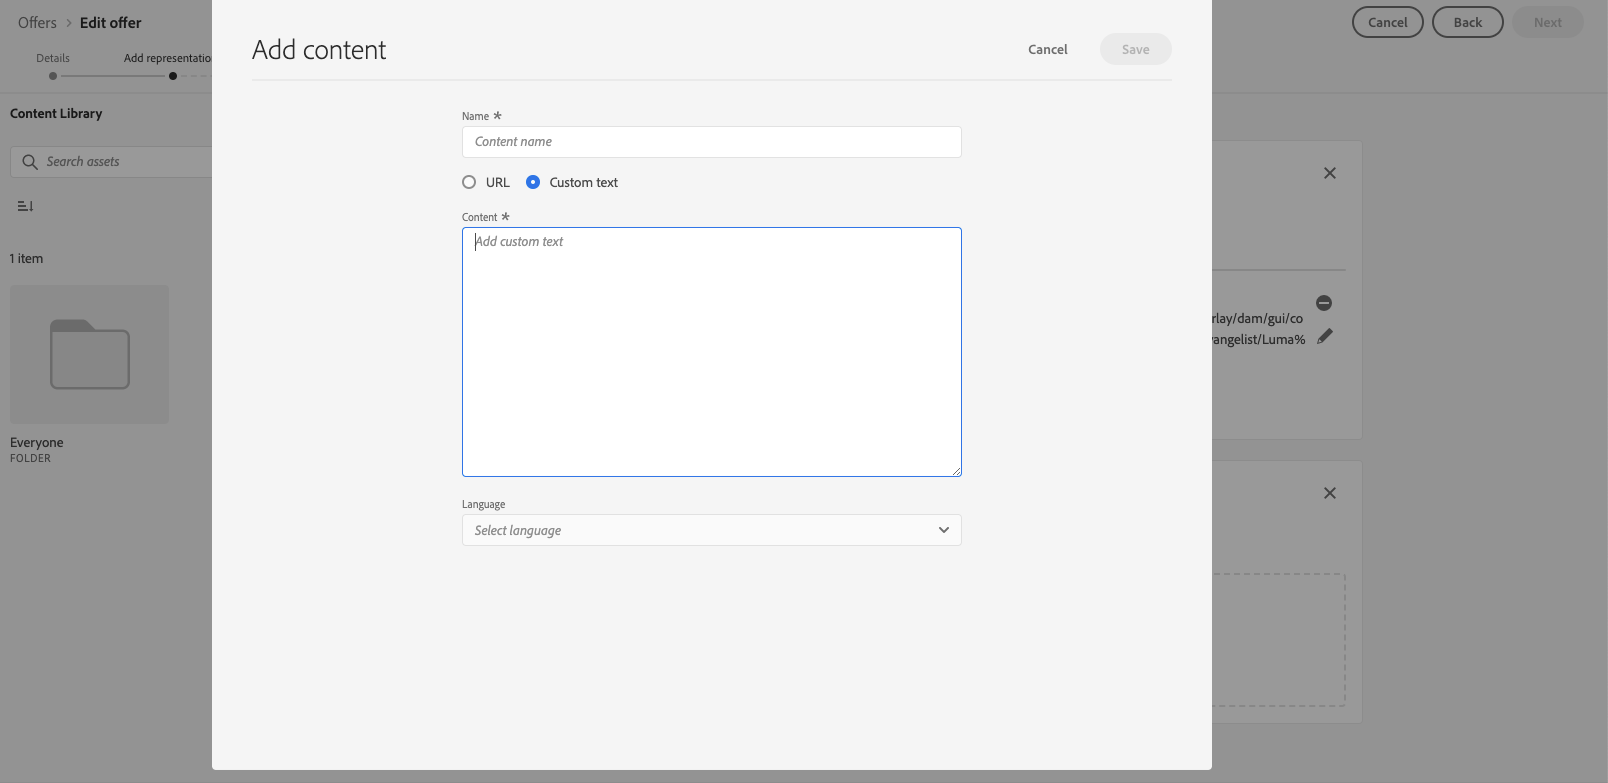 Offers > Edit offer
Cancel
Back
Next
Details
Add representatio
Content Library
Search assets
1 item
Everyone
FOLDER
Add content
Cancel
Save
Name *
Content name
URL
Custom text
Content *
Add custom text
Language
Select language
rlay/dam/gui/co
vangelist/Luma%